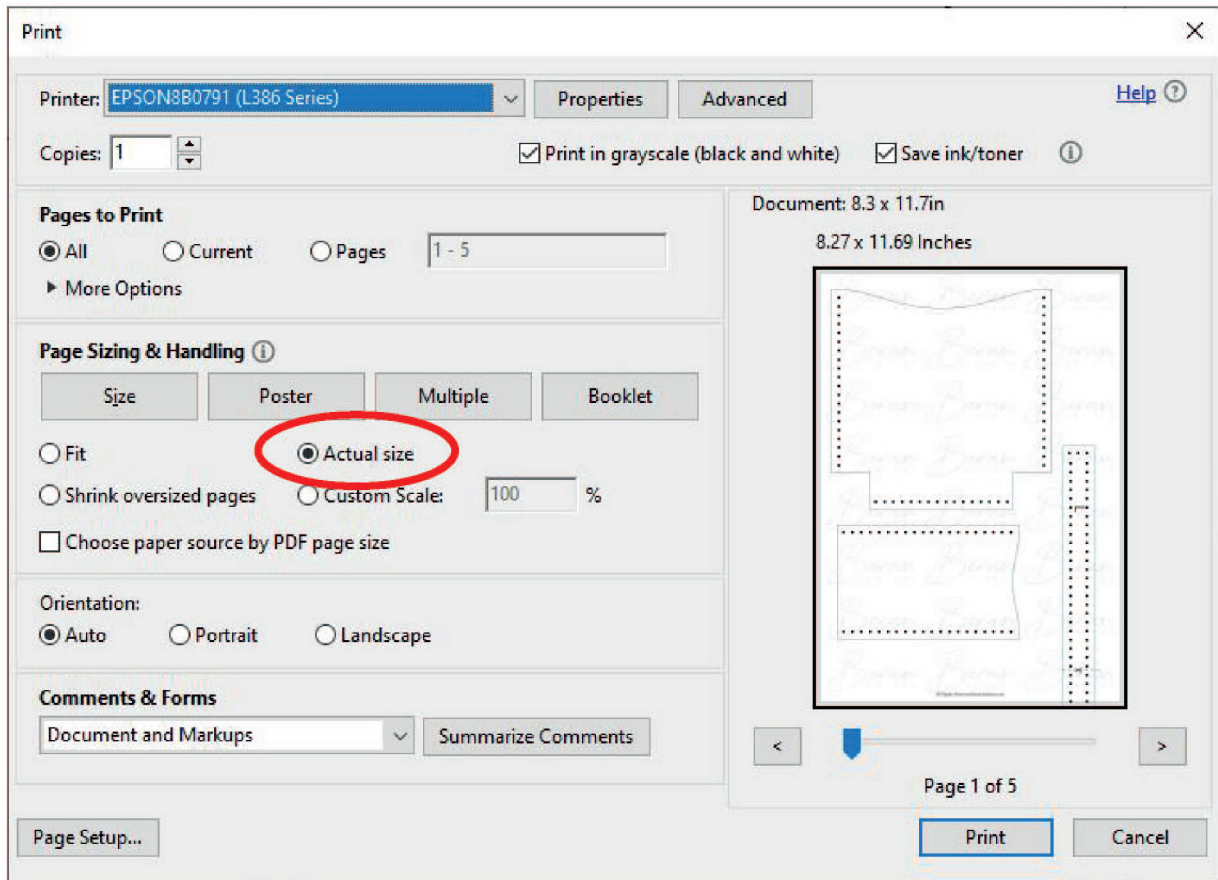 Print
Printer: EPSON8B0791 (L386 Series) Properties Advanced Help
Copies: 1 Print in grayscale (black and white) Save ink/toner
Pages to Print
All Current Pages 1 - 5
More Options
Page Sizing & Handling
Size Poster Multiple Booklet
Fit Actual size
Shrink oversized pages Custom Scale: 100 %
Choose paper source by PDF page size
Orientation:
Auto Portrait Landscape
Comments & Forms
Document and Markups Summarize Comments
Document: 8.3 x 11.7in
8.27 x 11.69 Inches
< >
Page 1 of 5
Page Setup... Print Cancel